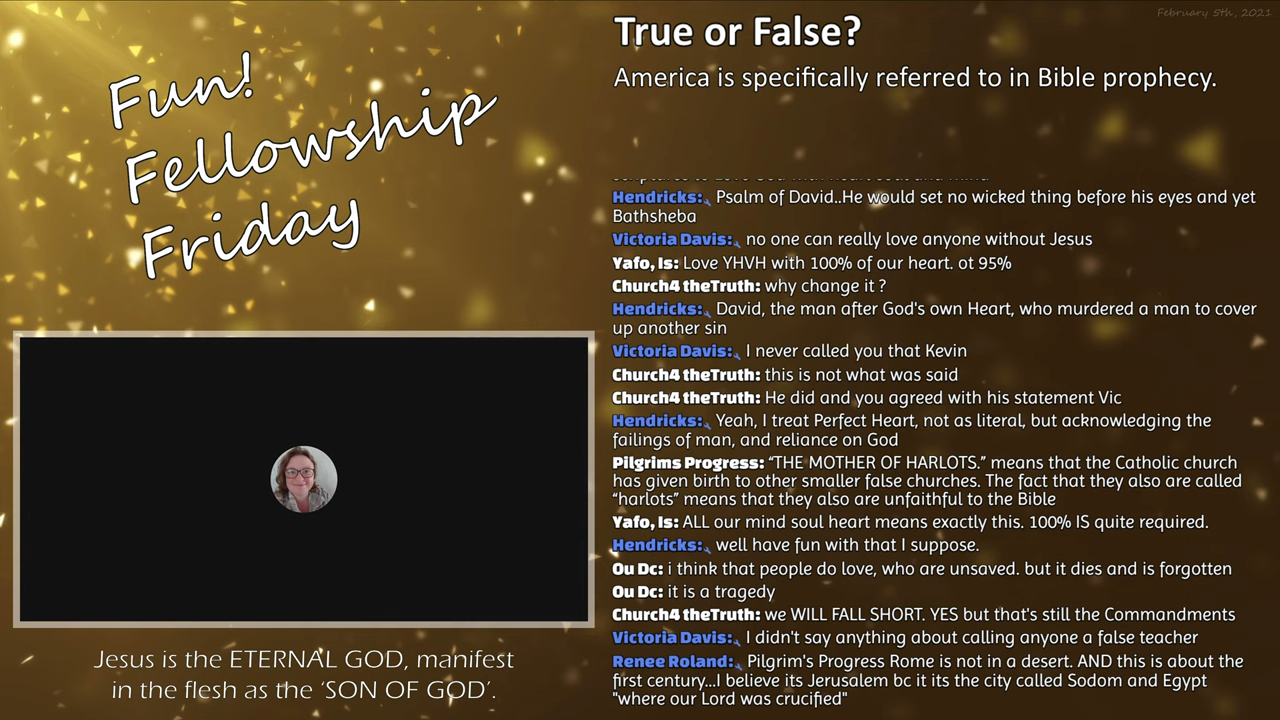 February 5th, 2021
Fun!
Fellowship
Friday
Jesus is the ETERNAL GOD, manifest
in the flesh as the ‘SON OF GOD’.
True or False?
America is specifically referred to in Bible prophecy.
Hendricks: Psalm of David..He would set no wicked thing before his eyes and yet
Bathsheba
Victoria Davis: no one can really love anyone without Jesus
Yafo, Is: Love YHVH with 100% of our heart. ot 95%
Church4 theTruth: why change it ?
Hendricks: David, the man after God's own Heart, who murdered a man to cover
up another sin
Victoria Davis: I never called you that Kevin
Church4 theTruth: this is not what was said
Church4 theTruth: He did and you agreed with his statement Vic
Hendricks: Yeah, I treat Perfect Heart, not as literal, but acknowledging the
failings of man, and reliance on God
Pilgrims Progress: “THE MOTHER OF HARLOTS.” means that the Catholic church
has given birth to other smaller false churches. The fact that they also are called
“harlots” means that they also are unfaithful to the Bible
Yafo, Is: ALL our mind soul heart means exactly this. 100% IS quite required.
Hendricks: well have fun with that I suppose.
Ou Dc: i think that people do love, who are unsaved. but it dies and is forgotten
Ou Dc: it is a tragedy
Church4 theTruth: we WILL FALL SHORT. YES but that's still the Commandments
Victoria Davis: I didn't say anything about calling anyone a false teacher
Renee Roland: Pilgrim's Progress Rome is not in a desert. AND this is about the
first century...I believe its Jerusalem bc it its the city called Sodom and Egypt
"where our Lord was crucified"